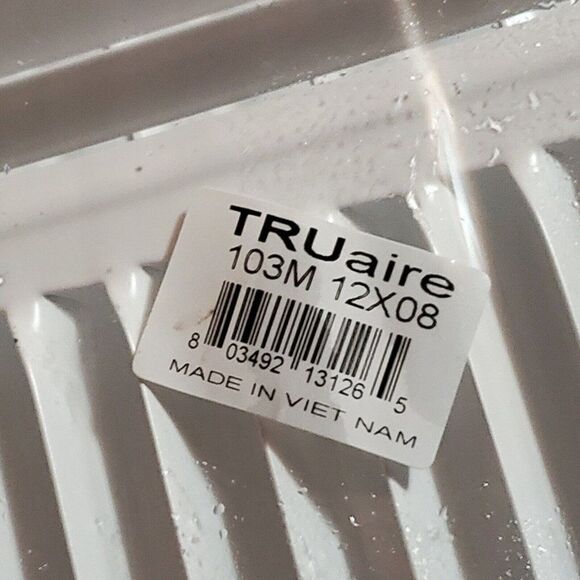 TRUaire
103M 12X08
8 03492 13126 5
MADE IN VIET NAM